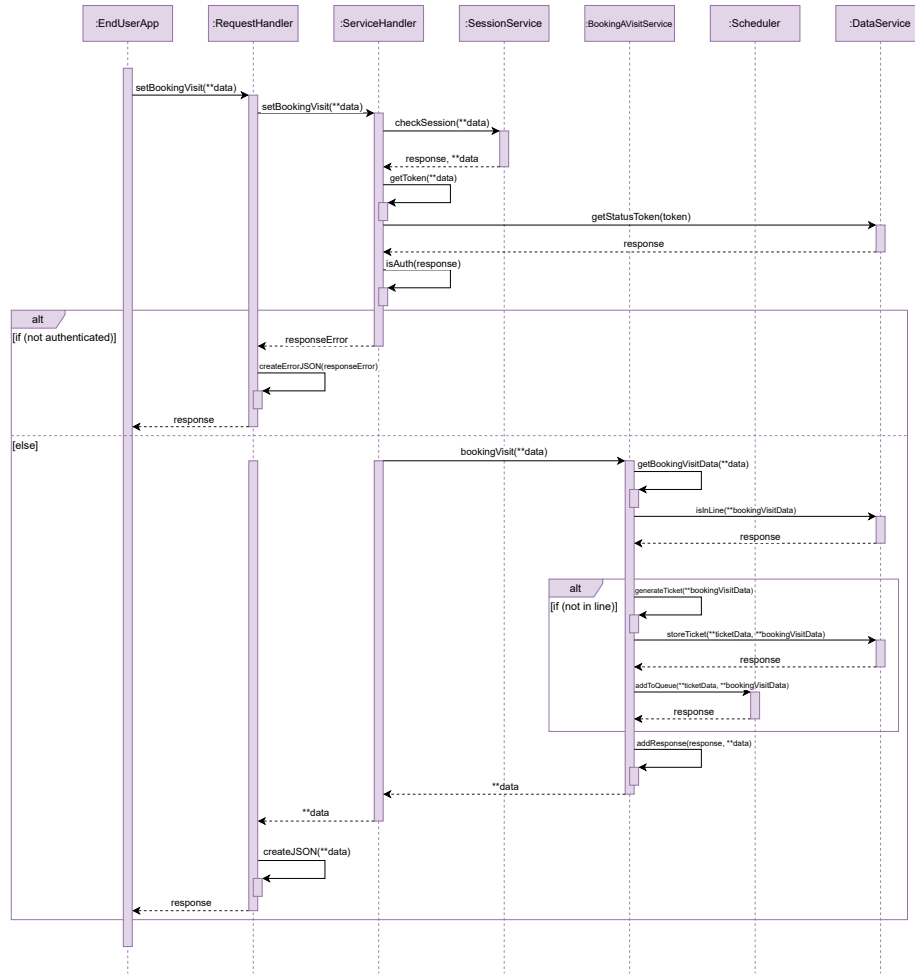 :EndUserApp
:RequestHandler
:ServiceHandler
:SessionService
:BookingAVisitService
:Scheduler
:DataService
setBookingVisit(**data)
setBookingVisit(**data)
checkSession(**data)
response, **data
getToken(**data)
getStatusToken(token)
response
isAuth(response)
alt
[if (not authenticated)]
responseError
createErrorJSON(responseError)
response
[else]
bookingVisit(**data)
getBookingVisitData(**data)
isInLine(**bookingVisitData)
response
alt
[if (not in line)]
generateTicket(**bookingVisitData)
storeTicket(**ticketData, **bookingVisitData)
response
addToQueue(**ticketData, **bookingVisitData)
response
addResponse(response, **data)
**data
**data
createJSON(**data)
response